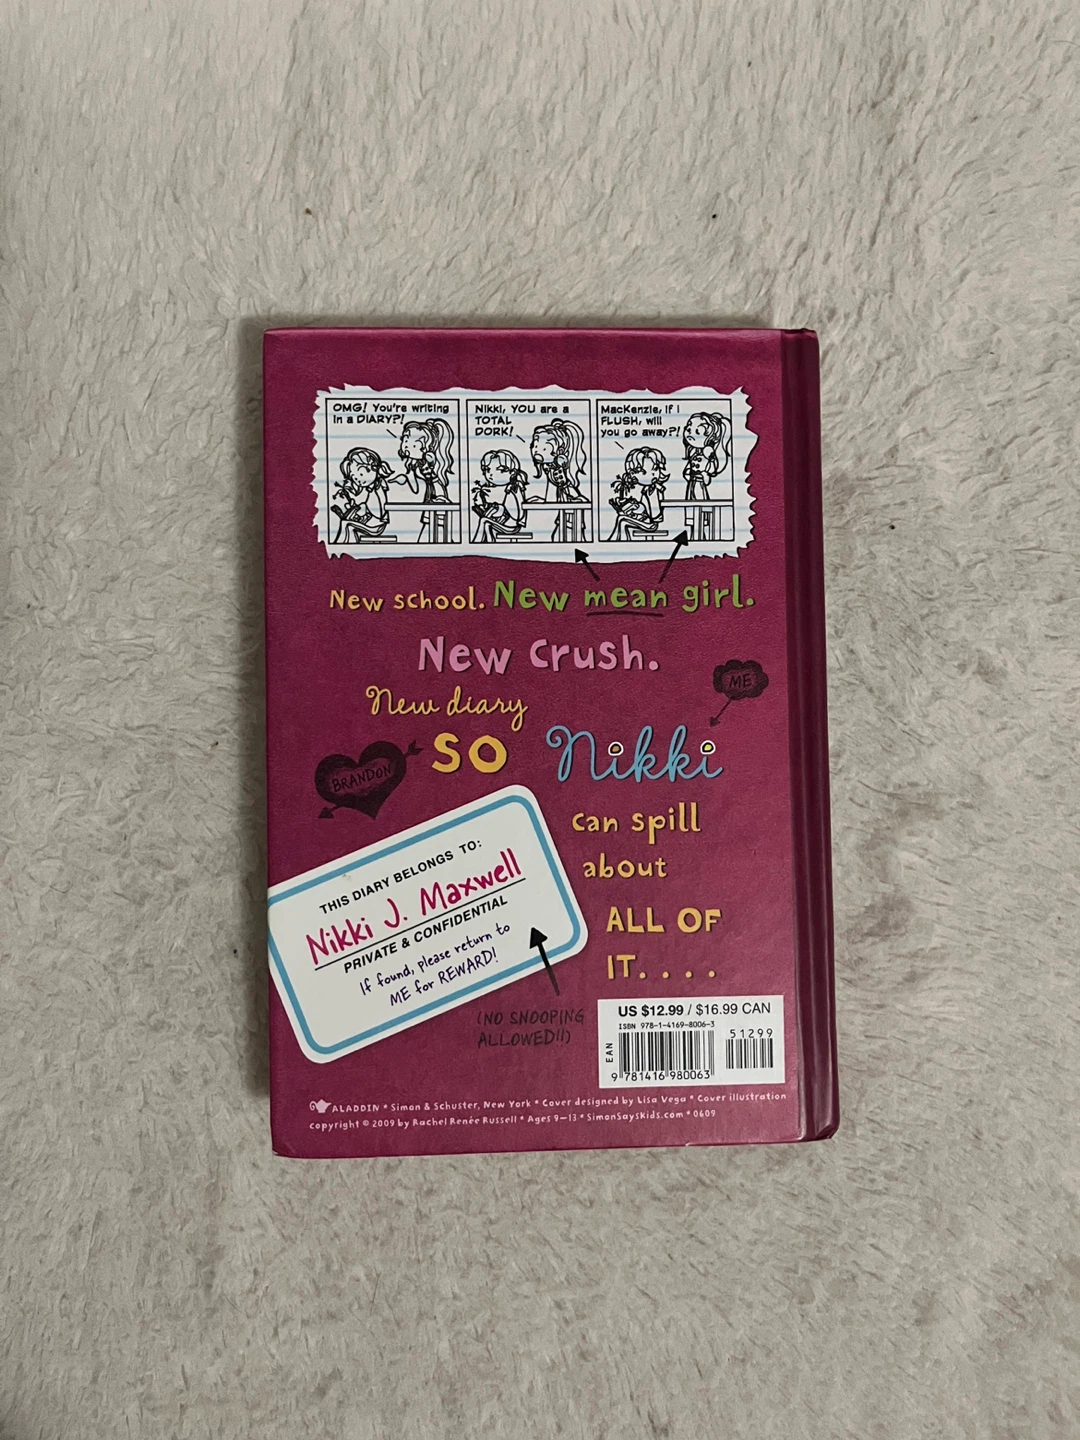 OMG! You're writing
in a DIARY?!
Nikki, YOU are a
TOTAL
DORK!
MacKenzie, if I
FLUSH, will
you go away?!
New school. New mean girl.
New crush.
ME
New diary
so Nikki
BRANDON
can spill
about
ALL OF
IT. . . .
THIS DIARY BELONGS TO:
Nikki J. Maxwell
PRIVATE & CONFIDENTIAL
If found, please return to
ME for REWARD!
(NO SNOOPING
ALLOWED!!)
US $12.99 / $16.99 CAN
ISBN 978-1-4169-8006-3
51299
EAN
9 781416 980063
ALADDIN * Simon & Schuster, New York * Cover designed by Lisa Vega * Cover illustration
copyright © 2009 by Rachel Renée Russell * Ages 9–13 * SimonSaysKids.com * 0609